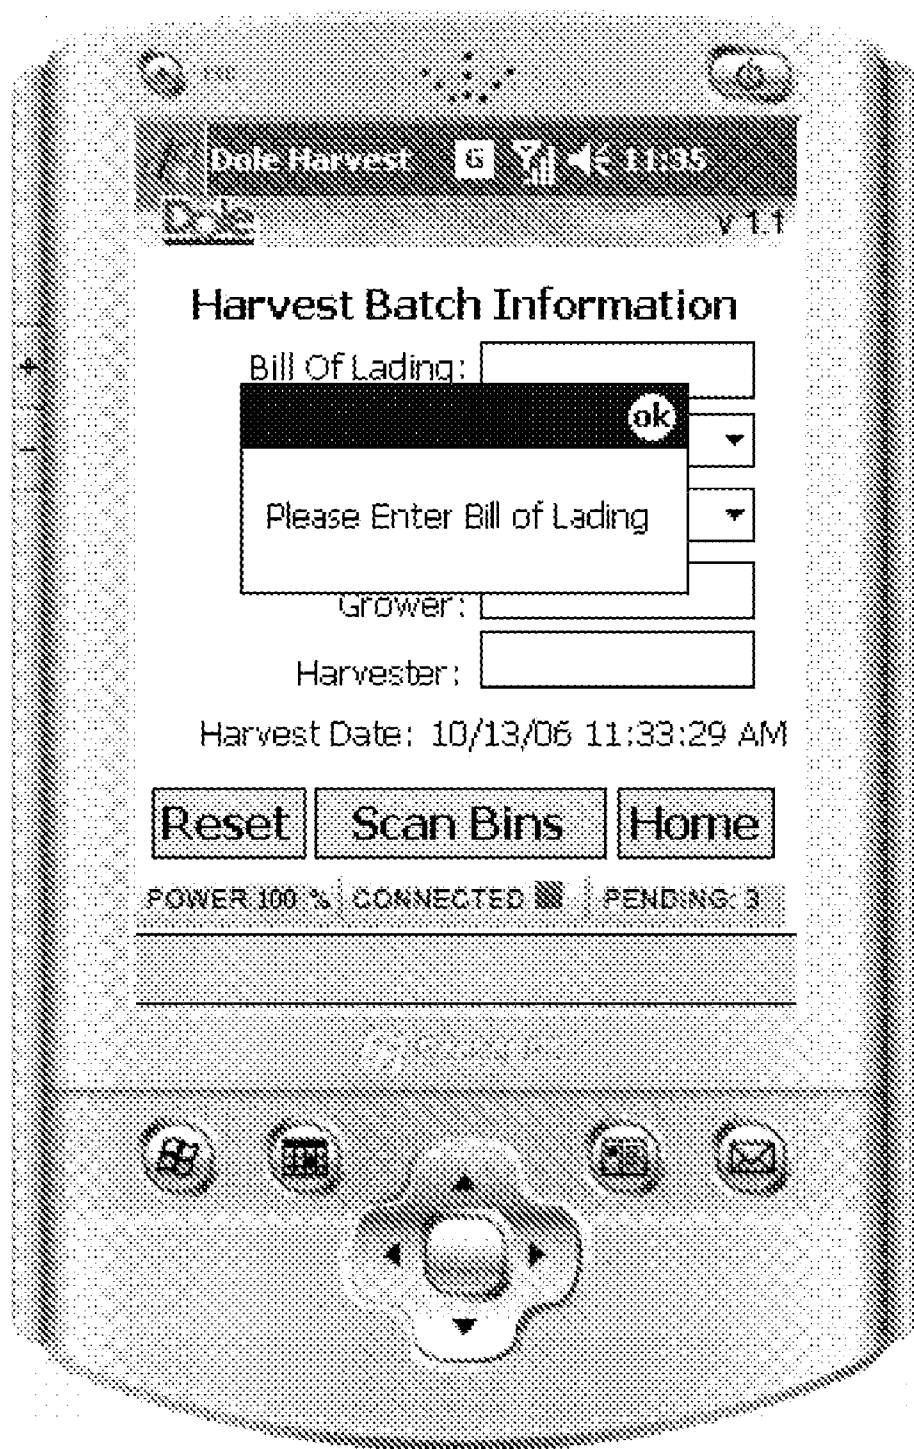 Dole Harvest G 11:35
Dole
v 1.1
Harvest Batch Information
Bill Of Lading:
ok
Please Enter Bill of Lading
Grower:
Harvester:
Harvest Date: 10/13/06 11:33:29 AM
Reset Scan Bins Home
POWER 100 % CONNECTED PENDING: 3